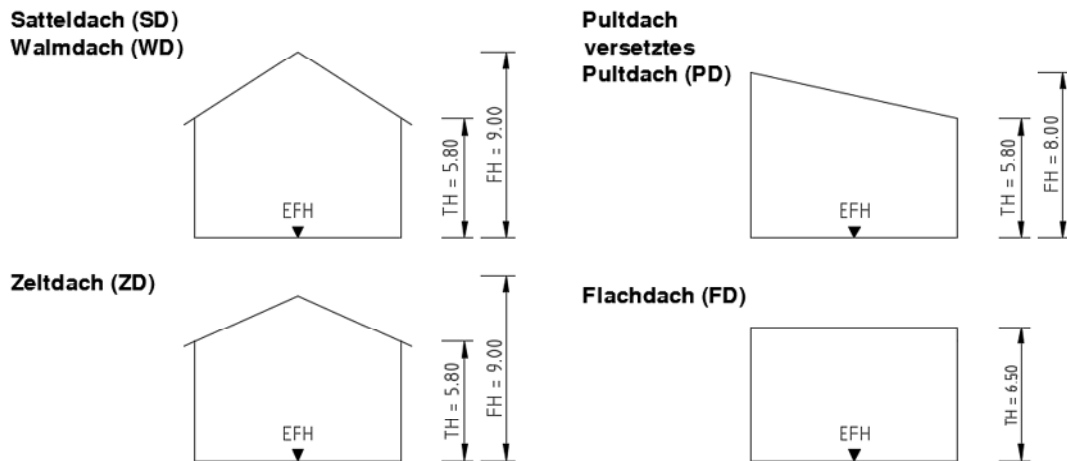 Satteldach (SD)
Walmdach (WD)
EFH
TH = 5.80
FH = 9.00
Pultdach
versetztes
Pultdach (PD)
EFH
TH = 5.80
FH = 8.00
Zeltdach (ZD)
EFH
TH = 5.80
FH = 9.00
Flachdach (FD)
EFH
TH = 6.50